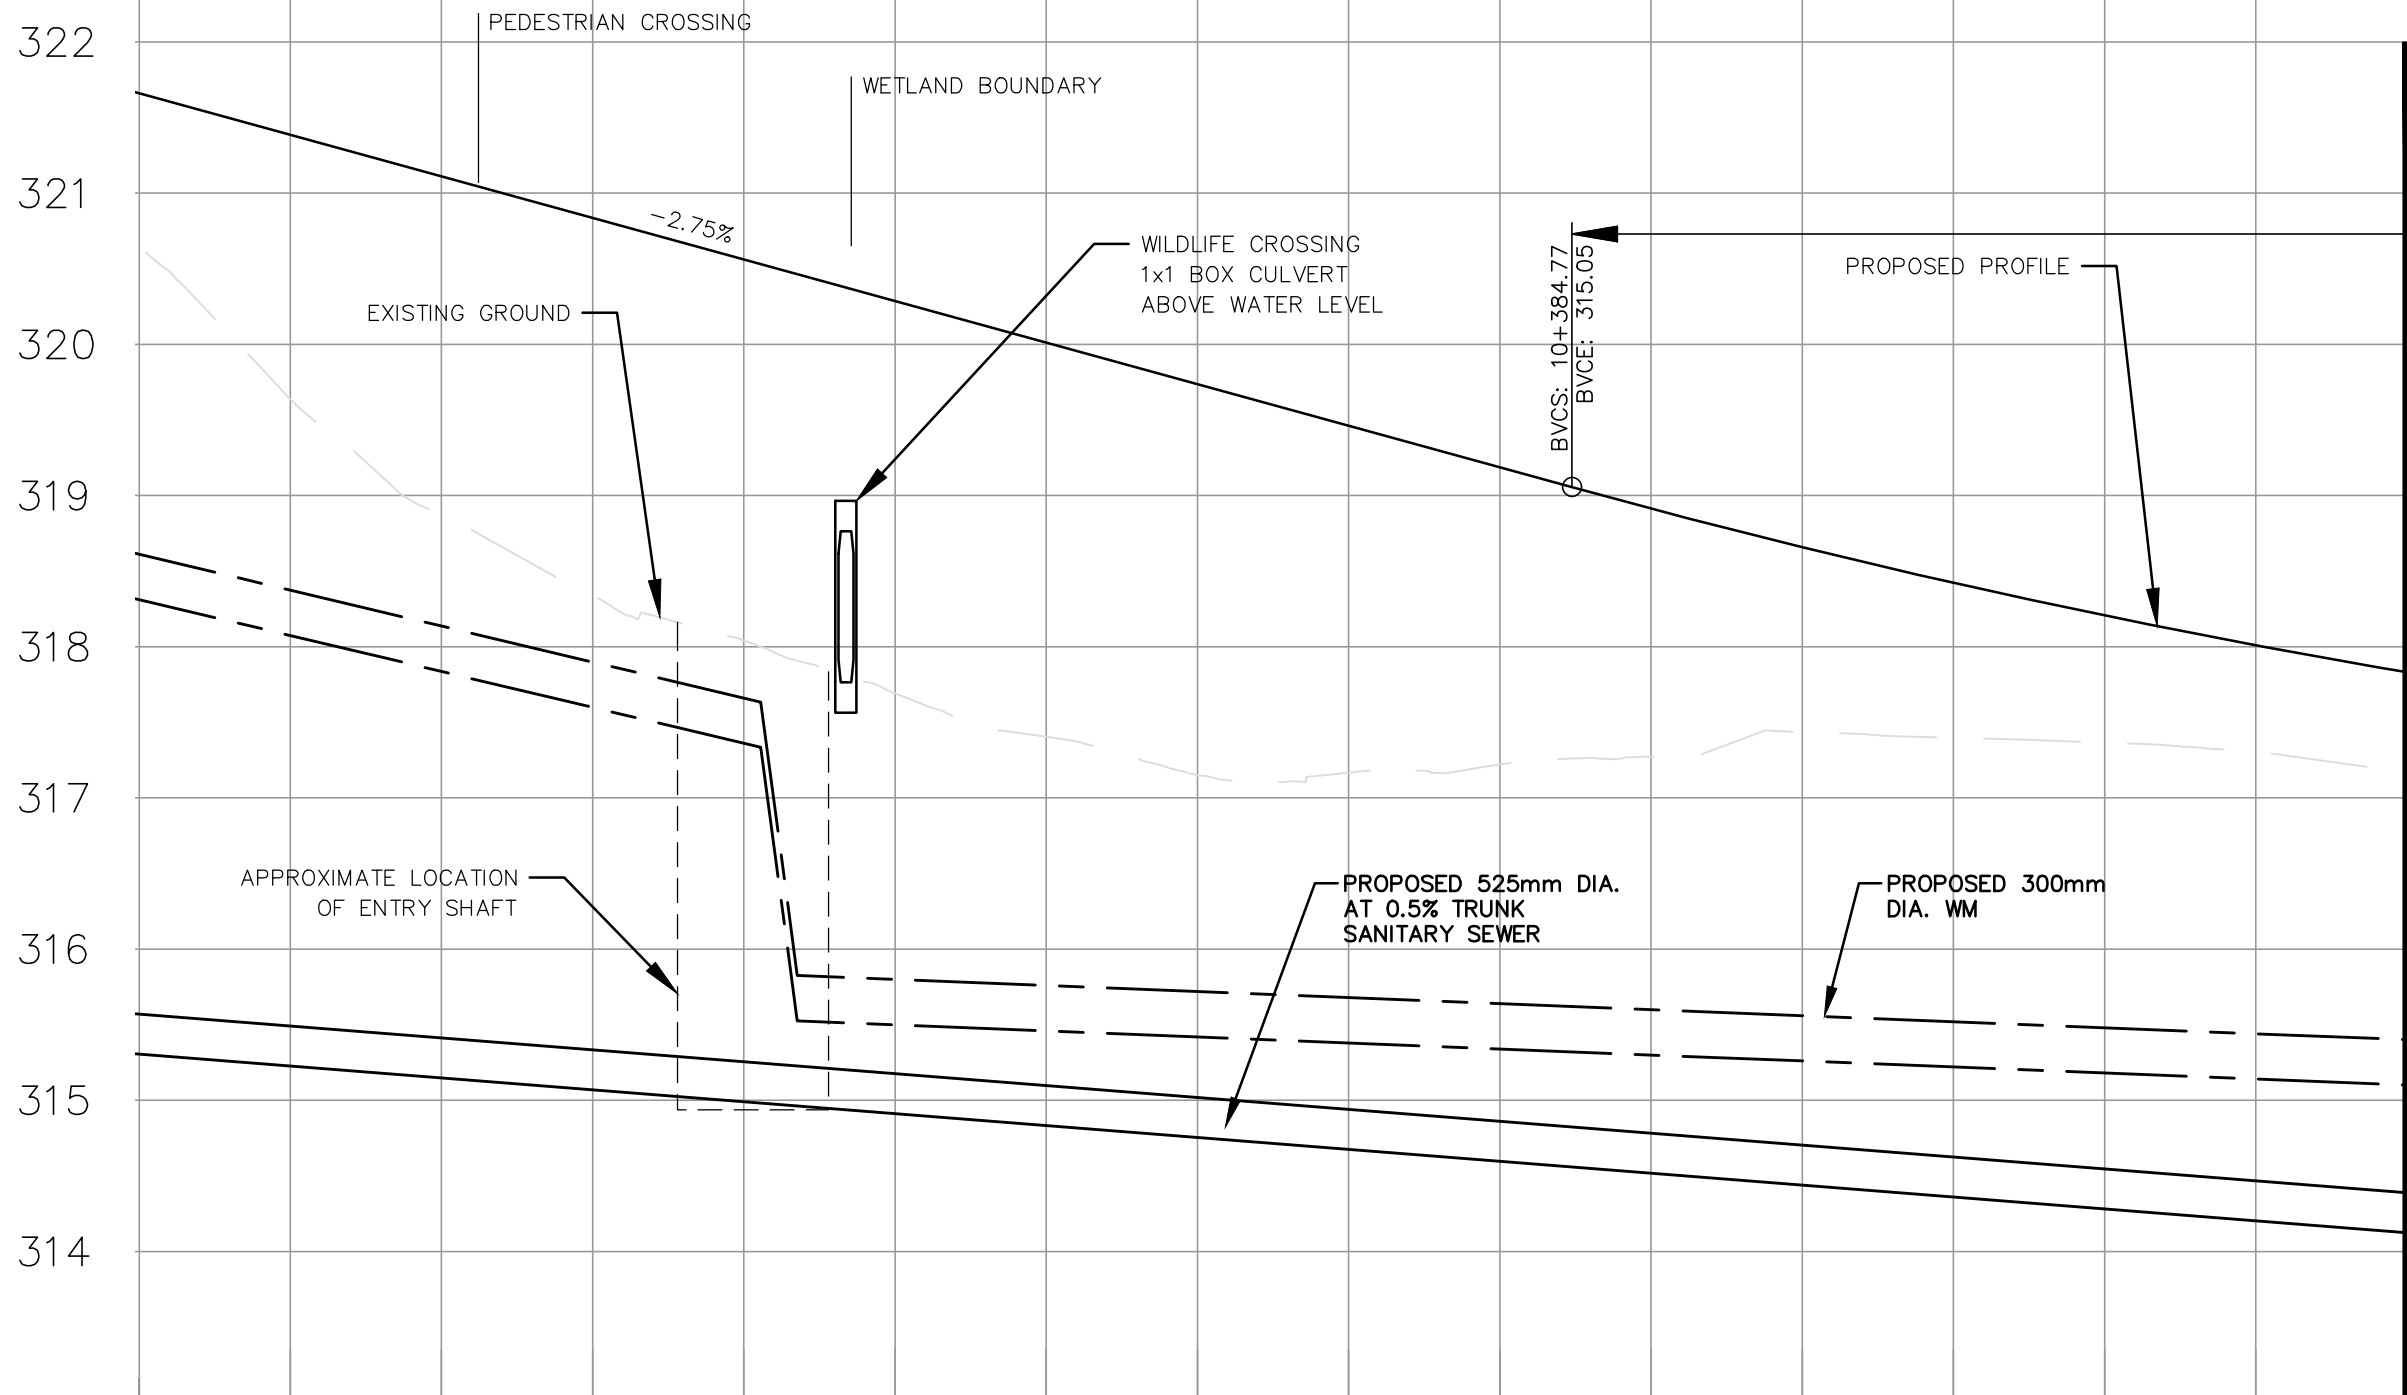 322
321
320
319
318
317
316
315
314
PEDESTRIAN CROSSING
WETLAND BOUNDARY
-2.75%
WILDLIFE CROSSING
1x1 BOX CULVERT
ABOVE WATER LEVEL
EXISTING GROUND
BVCS: 10+384.77
BVCE: 315.05
PROPOSED PROFILE
APPROXIMATE LOCATION
OF ENTRY SHAFT
PROPOSED 525mm DIA.
AT 0.5% TRUNK
SANITARY SEWER
PROPOSED 300mm
DIA. WM